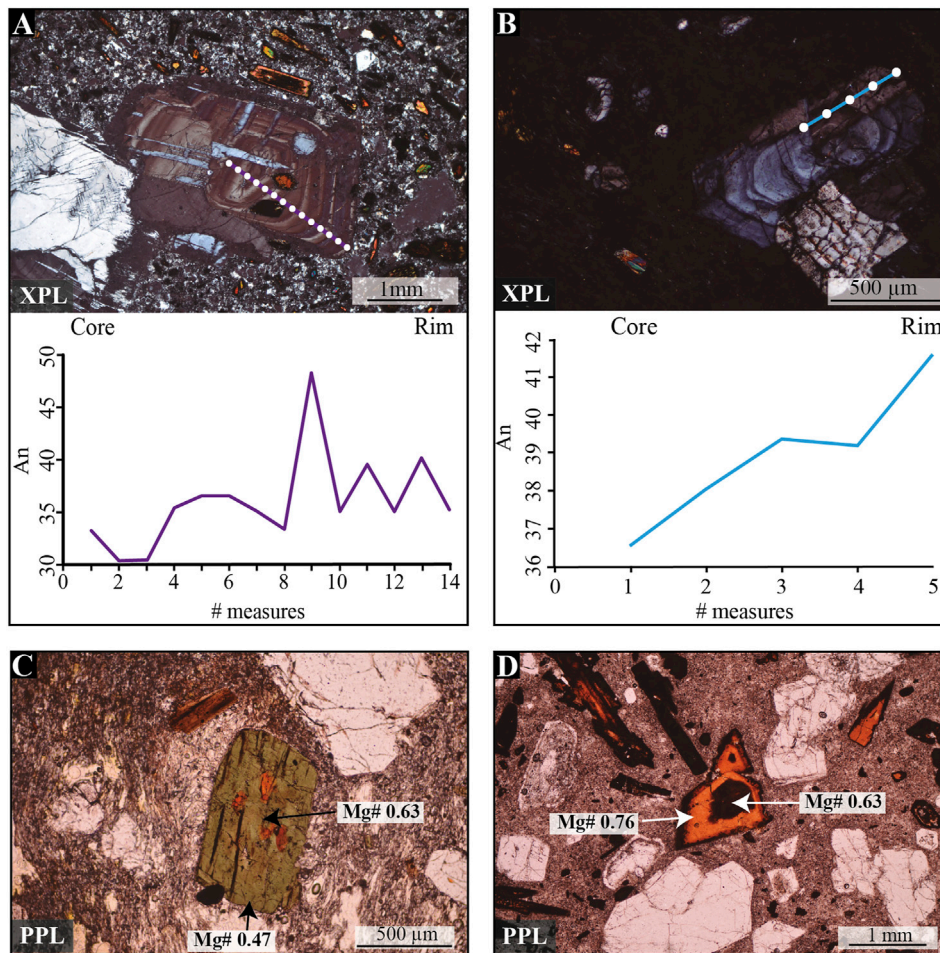 A
XPL
1mm
Core
Rim
50
45
40
35
30
An
0 2 4 6 8 10 12 14
# measures
B
XPL
500 µm
Core
Rim
42
41
39
38
37
36
An
0 1 2 3 4 5
# measures
C
Mg# 0.63
Mg# 0.47
PPL
500 µm
D
Mg# 0.63
Mg# 0.76
PPL
1 mm